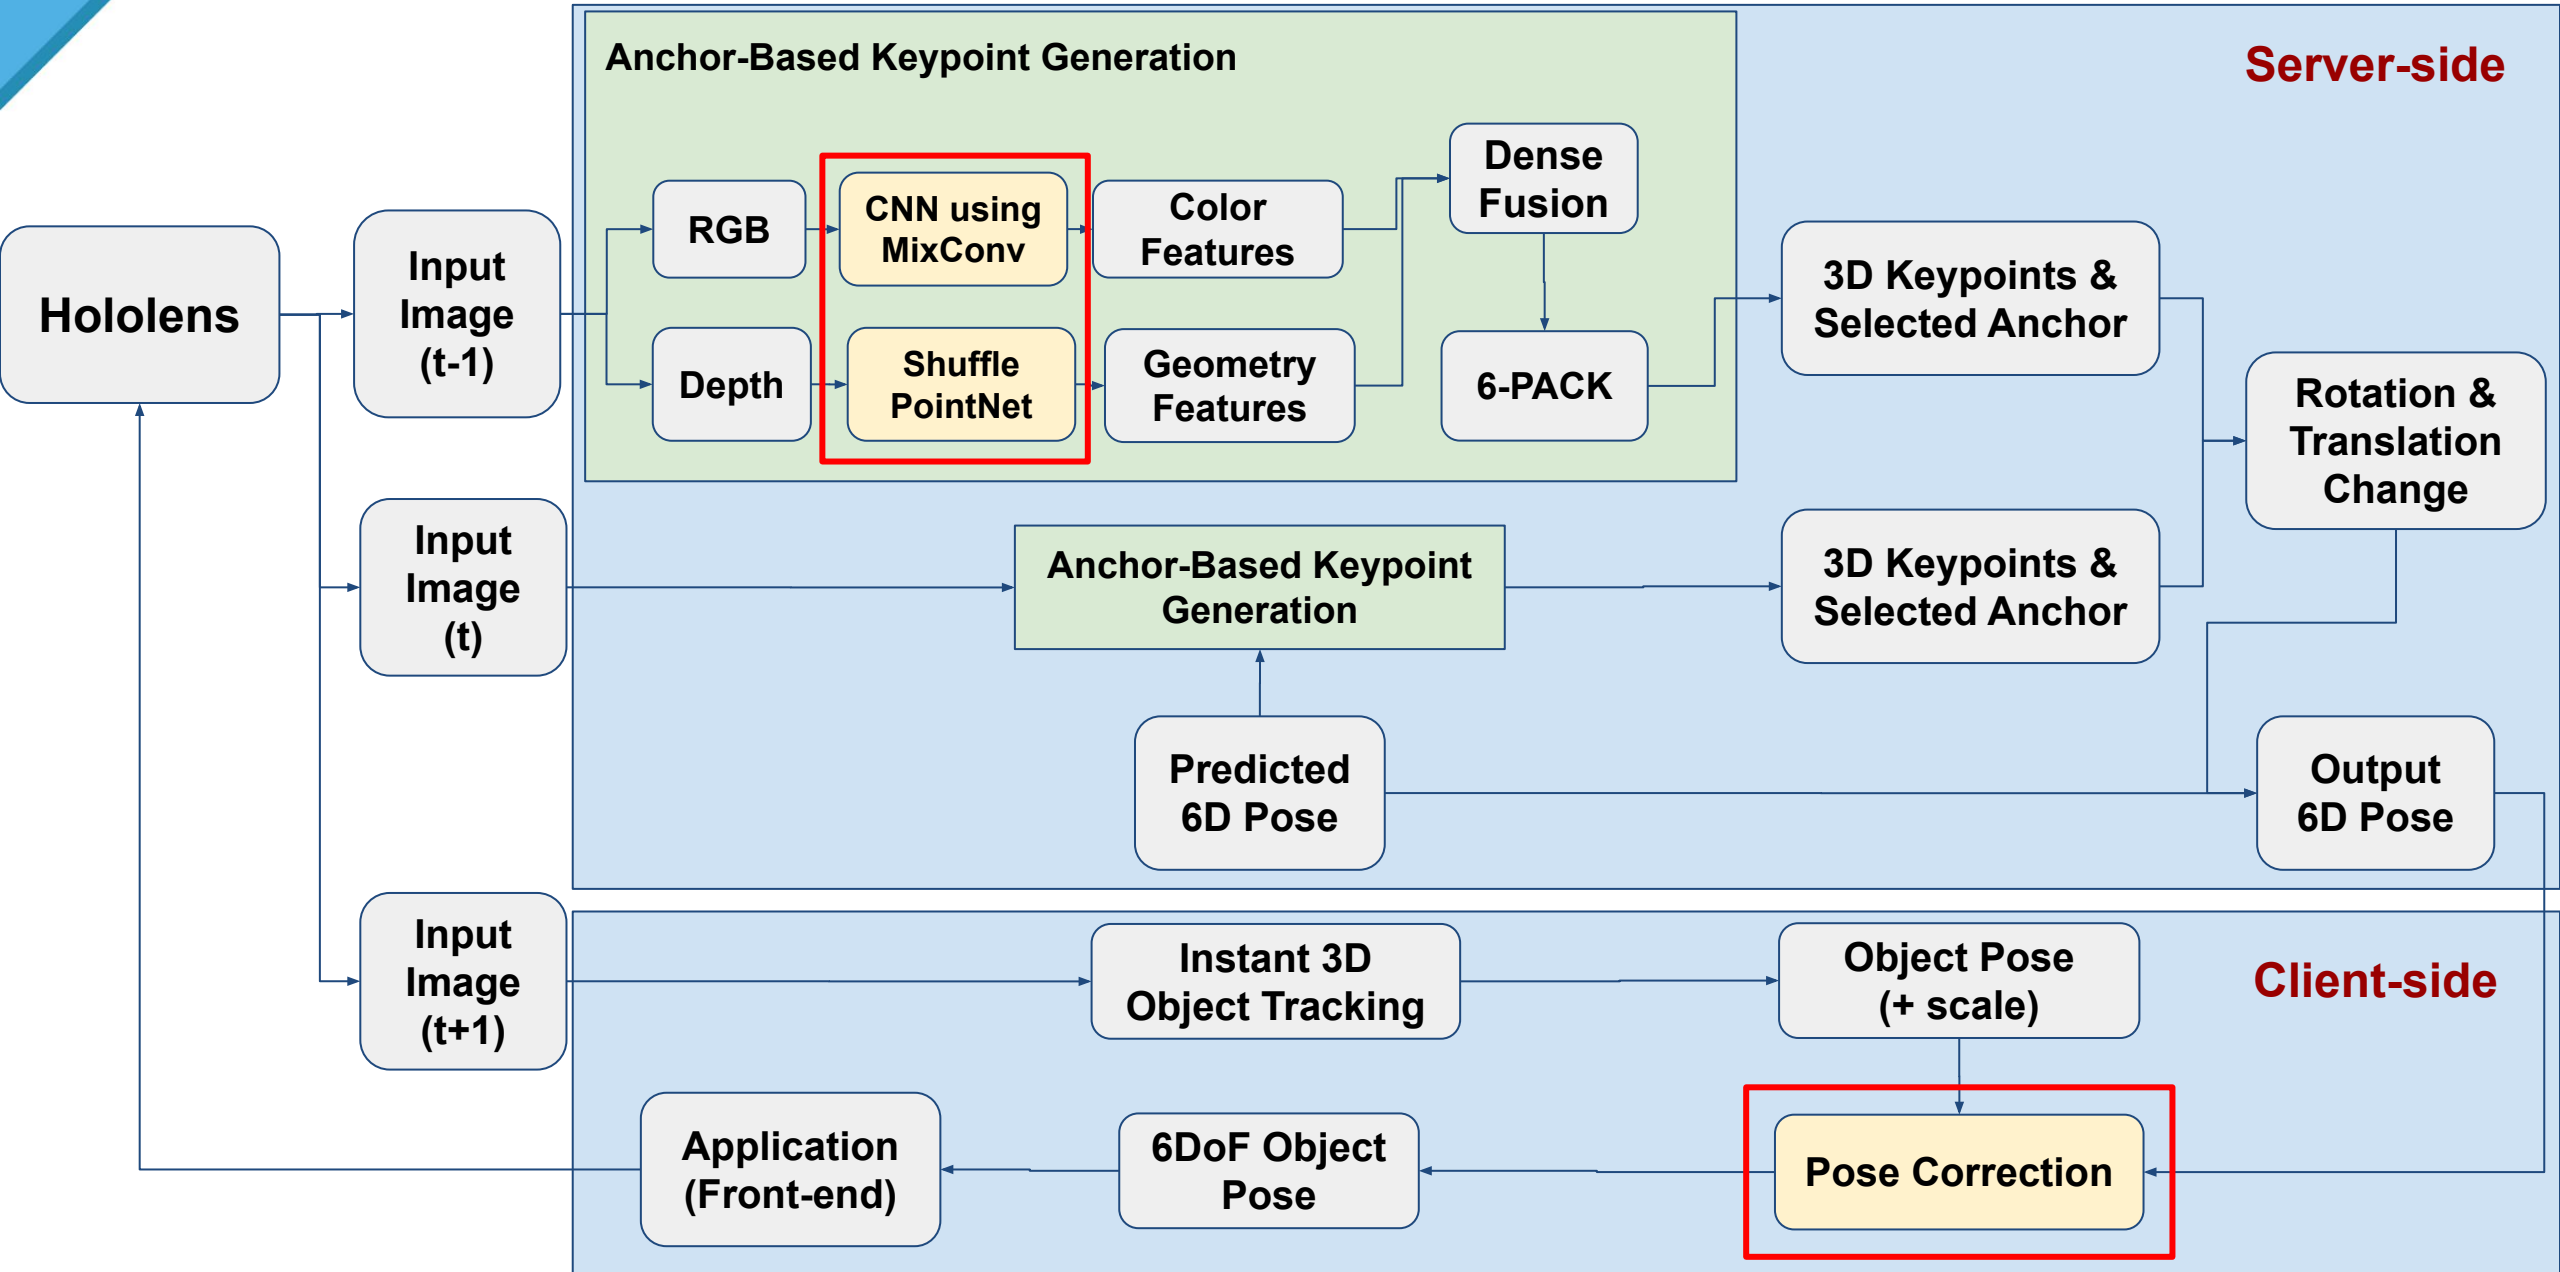 Anchor-Based Keypoint Generation
Server-side
Hololens
Input
Image
(t-1)
RGB
CNN using
MixConv
Color
Features
Dense
Fusion
Depth
Shuffle
PointNet
Geometry
Features
6-PACK
3D Keypoints &
Selected Anchor
Rotation &
Translation
Change
Input
Image
(t)
Anchor-Based Keypoint
Generation
3D Keypoints &
Selected Anchor
Predicted
6D Pose
Output
6D Pose
Input
Image
(t+1)
Instant 3D
Object Tracking
Object Pose
(+ scale)
Client-side
Application
(Front-end)
6DoF Object
Pose
Pose Correction